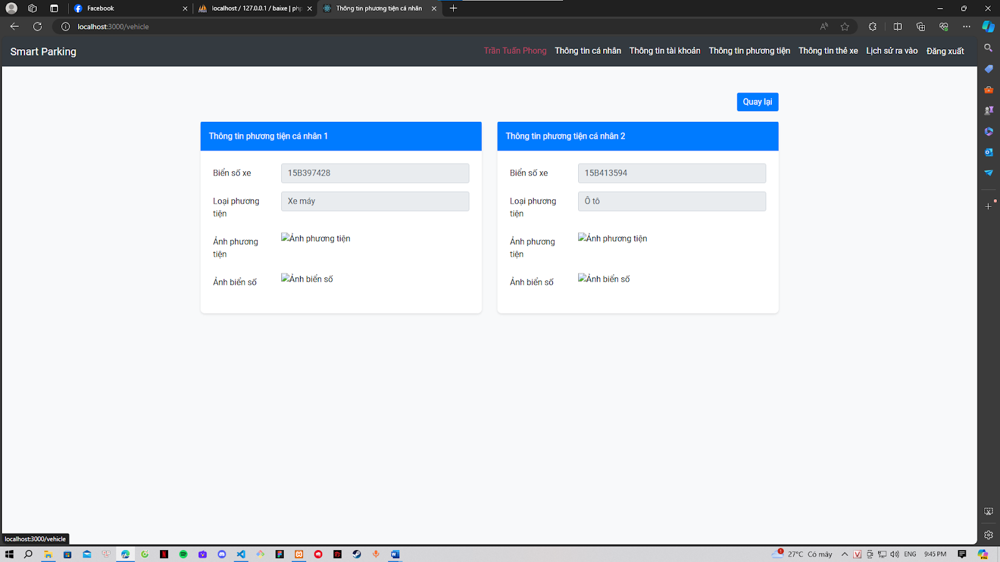 Facebook
localhost / 127.0.0.1 / baixe | php
Thông tin phương tiện cá nhân
localhost:3000/vehicle
Smart Parking
Trần Tuấn Phong
Thông tin cá nhân
Thông tin tài khoản
Thông tin phương tiện
Thông tin thẻ xe
Lịch sử ra vào
Đăng xuất
Quay lại
Thông tin phương tiện cá nhân 1
Biển số xe
15B397428
Loại phương
tiện
Xe máy
Ảnh phương
tiện
Ảnh phương tiện
Ảnh biển số
Ảnh biển số
Thông tin phương tiện cá nhân 2
Biển số xe
15B413594
Loại phương
tiện
Ô tô
Ảnh phương
tiện
Ảnh phương tiện
Ảnh biển số
Ảnh biển số
localhost:3000/vehicle
27°C Có mây
ENG
9:45 PM